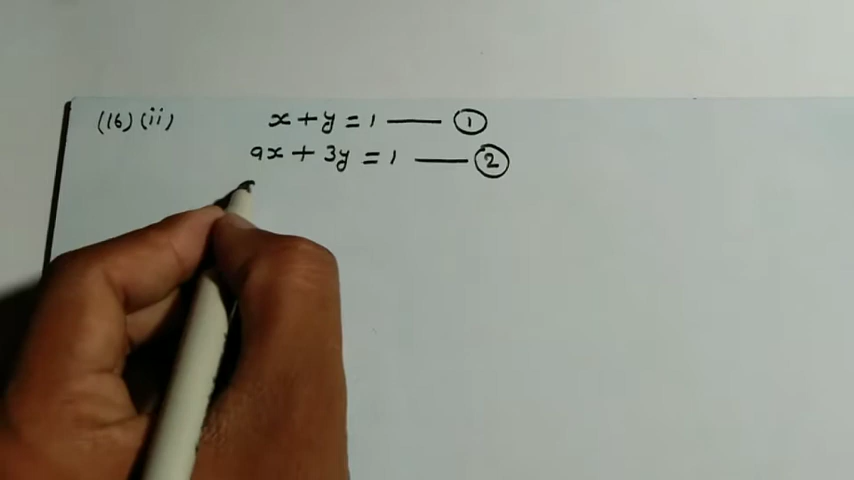 (16) (ii) x + y = 1 —— ①
9x + 3y = 1 —— ②